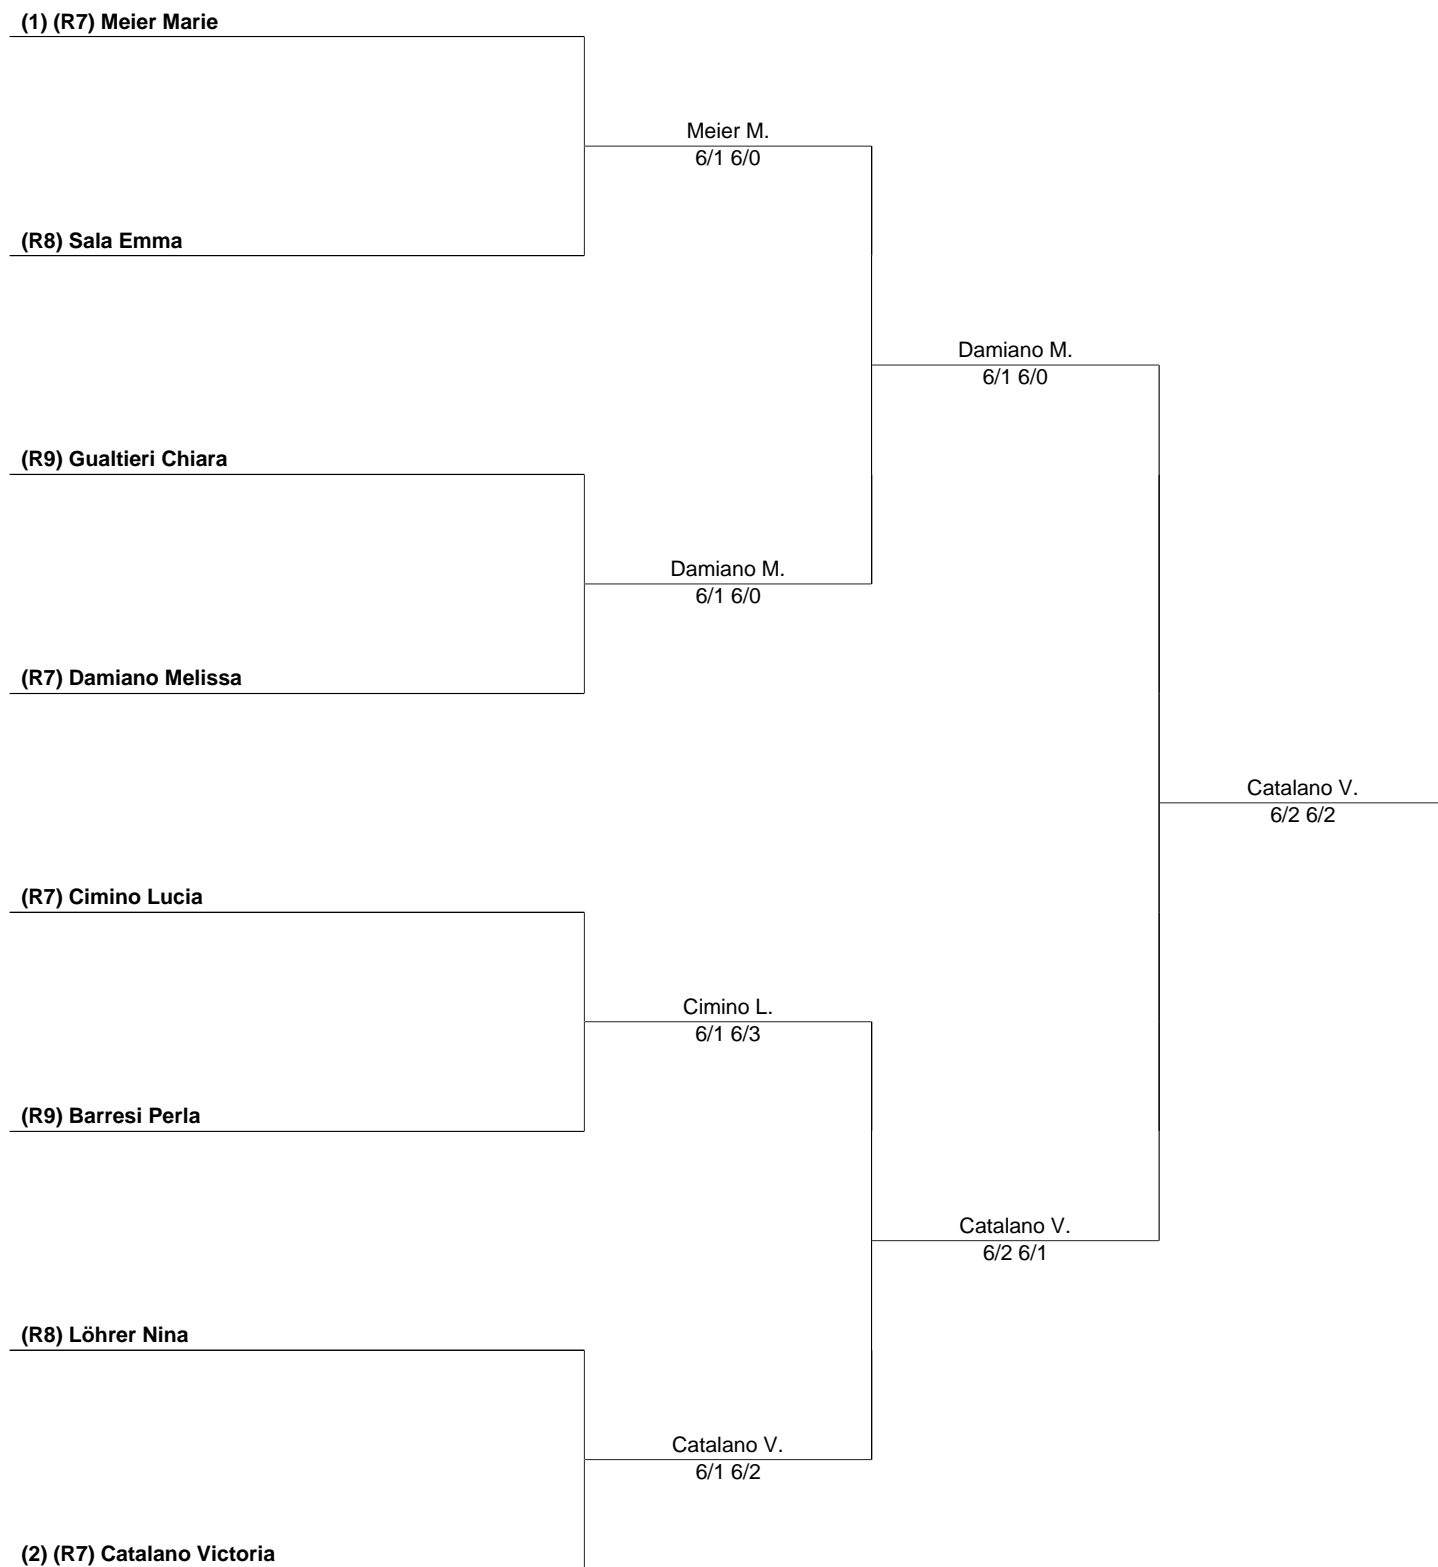 (1) (R7) Meier Marie
Meier M.
6/1 6/0
(R8) Sala Emma
Damiano M.
6/1 6/0
(R9) Gualtieri Chiara
Damiano M.
6/1 6/0
(R7) Damiano Melissa
Catalano V.
6/2 6/2
(R7) Cimino Lucia
Cimino L.
6/1 6/3
(R9) Barresi Perla
Catalano V.
6/2 6/1
(R8) Löhrer Nina
Catalano V.
6/1 6/2
(2) (R7) Catalano Victoria